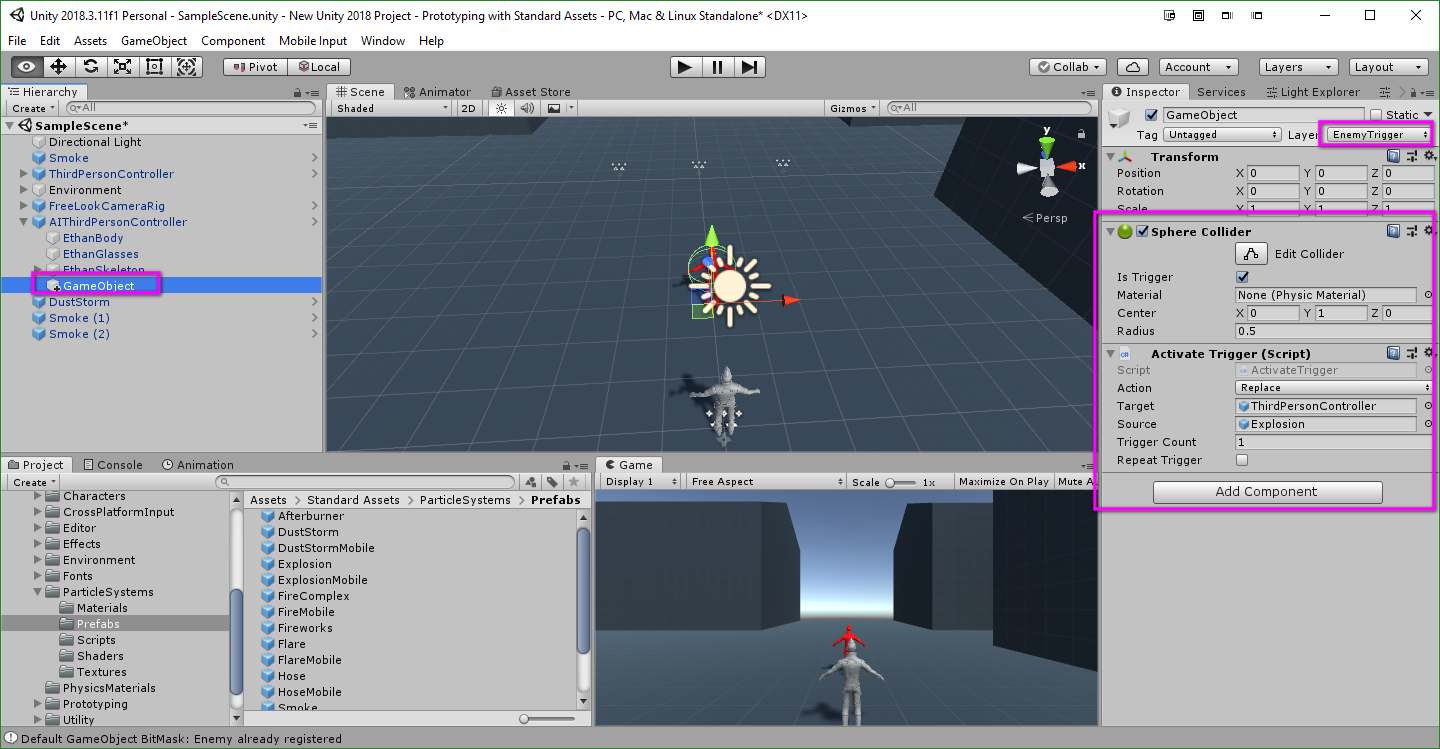 Unity 2018.3.11f1 Personal - SampleScene.unity - New Unity 2018 Project - Prototyping with Standard Assets - PC, Mac & Linux Standalone* <DX11>
File Edit Assets GameObject Component Mobile Input Window Help
Pivot Local Collab Account Layers Layout
Hierarchy
Create All
SampleScene*
Directional Light
Smoke
ThirdPersonController
Environment
FreeLookCameraRig
AIThirdPersonController
EthanBody
EthanGlasses
EthanSkeleton
GameObject
DustStorm
Smoke (1)
Smoke (2)
Scene Animator Asset Store
Shaded 2D Gizmos All
y
x
Persp
Inspector Services Light Explorer
GameObject Static
Tag Untagged Layer EnemyTrigger
Transform
Position X 0 Y 0 Z 0
Rotation X 0 Y 0 Z 0
Scale X 1 Y 1 Z 1
Sphere Collider
Edit Collider
Is Trigger
Material None (Physic Material)
Center X 0 Y 1 Z 0
Radius 0.5
Activate Trigger (Script)
Script ActivateTrigger
Action Replace
Target ThirdPersonController
Source Explosion
Trigger Count 1
Repeat Trigger
Add Component
Project Console Animation
Create
Characters
CrossPlatformInput
Editor
Effects
Environment
Fonts
ParticleSystems
Materials
Prefabs
Scripts
Shaders
Textures
PhysicsMaterials
Prototyping
Utility
Assets > Standard Assets > ParticleSystems > Prefabs
Afterburner
DustStorm
DustStormMobile
Explosion
ExplosionMobile
FireComplex
FireMobile
Fireworks
Flare
FlareMobile
Hose
HoseMobile
Smoke
Game
Display 1 Free Aspect Scale 1x Maximize On Play Mute A
Default GameObject BitMask: Enemy already registered